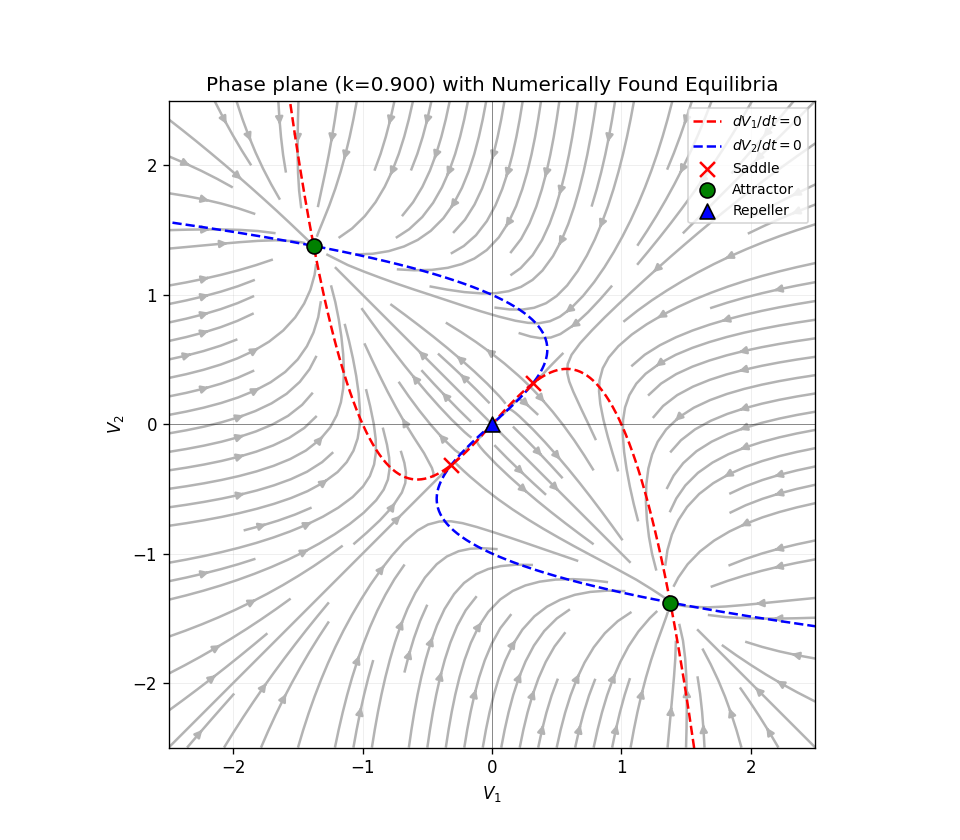 Phase plane (k=0.900) with Numerically Found Equilibria
dV₁/dt = 0
dV₂/dt = 0
Saddle
Attractor
Repeller
2
1
0
−1
−2
V₂
−2 −1 0 1 2
V₁